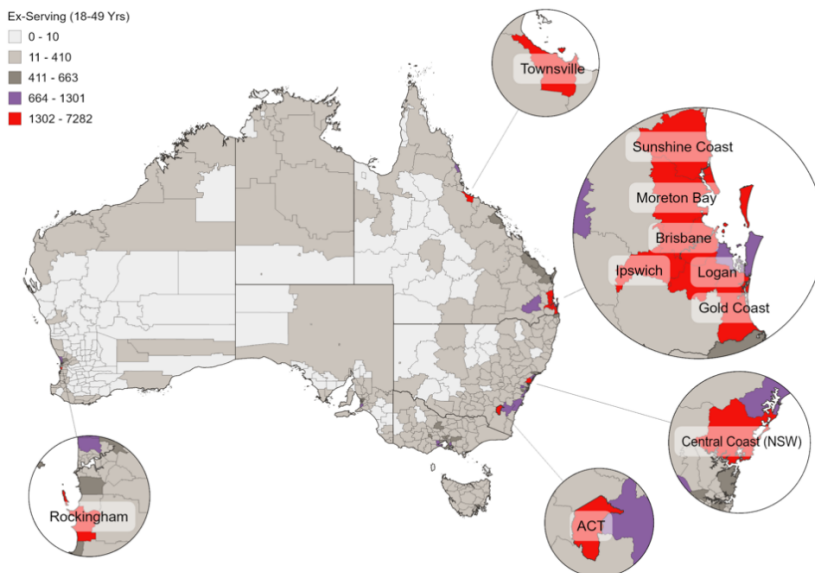 Ex-Serving (18-49 Yrs)
0 - 10
11 - 410
411 - 663
664 - 1301
1302 - 7282
Townsville
Sunshine Coast
Moreton Bay
Brisbane
Ipswich
Logan
Gold Coast
Central Coast (NSW)
ACT
Rockingham